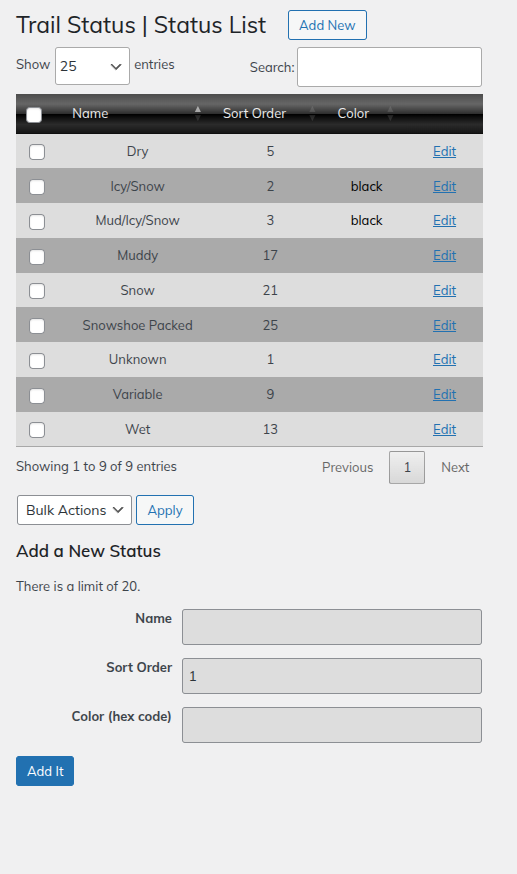 Trail Status | Status List Add New
Show 25 entries Search:
Name Sort Order Color
Dry 5 Edit
Icy/Snow 2 black Edit
Mud/Icy/Snow 3 black Edit
Muddy 17 Edit
Snow 21 Edit
Snowshoe Packed 25 Edit
Unknown 1 Edit
Variable 9 Edit
Wet 13 Edit
Showing 1 to 9 of 9 entries Previous 1 Next
Bulk Actions Apply
Add a New Status
There is a limit of 20.
Name
Sort Order 1
Color (hex code)
Add It